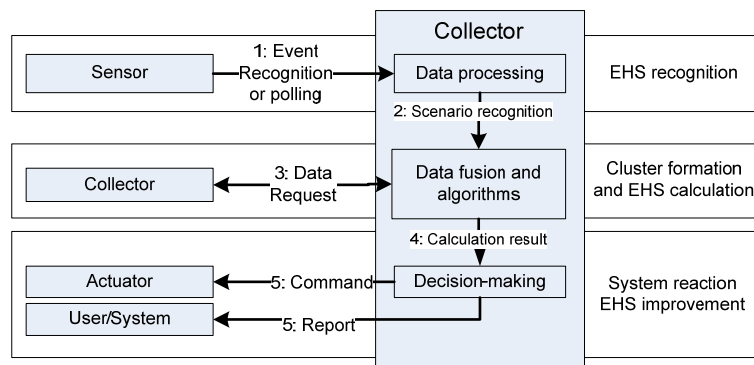 Collector
Sensor
1: Event
Recognition
or polling
Data processing
EHS recognition
2: Scenario recognition
Collector
3: Data
Request
Data fusion and
algorithms
Cluster formation
and EHS calculation
4: Calculation result
Actuator
5: Command
Decision-making
System reaction
EHS improvement
User/System
5: Report